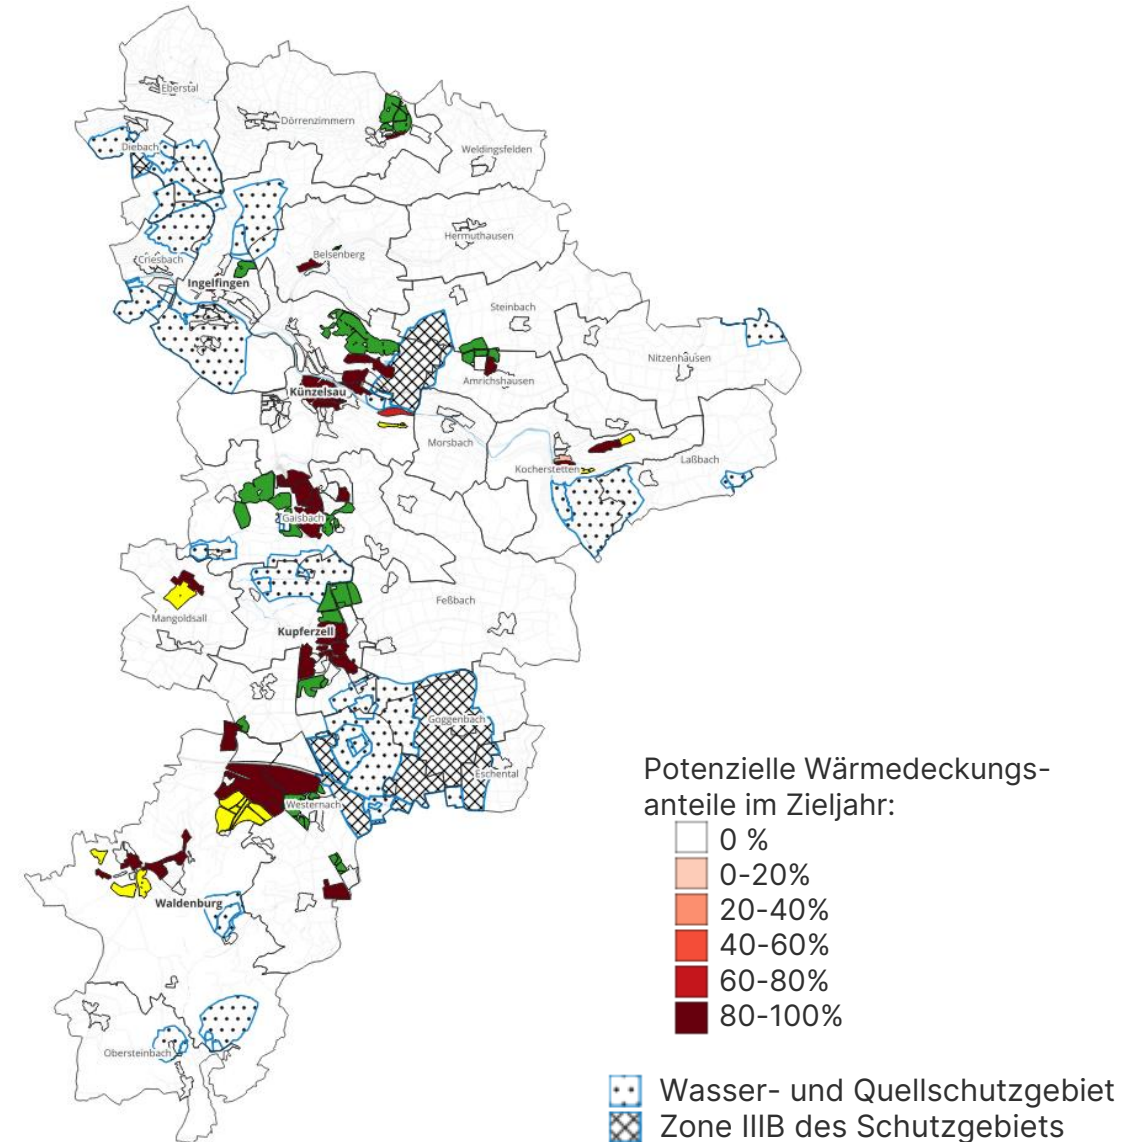 Eberstal
Dörrenzimmern
Diebach
Weldingsfelden
Hermuthausen
Criesbach
Belsenberg
Ingelfingen
Steinbach
Nitzenhausen
Amrichshausen
Künzelsau
Morsbach
Kocherstetten
Laßbach
Gaisbach
Feßbach
Mangoldsall
Kupferzell
Goggenbach
Eschental
Westernach
Waldenburg
Obersteinbach
Potenzielle Wärmedeckungs-
anteile im Zieljahr:
0 %
0-20%
20-40%
40-60%
60-80%
80-100%
Wasser- und Quellschutzgebiet
Zone IIIB des Schutzgebiets